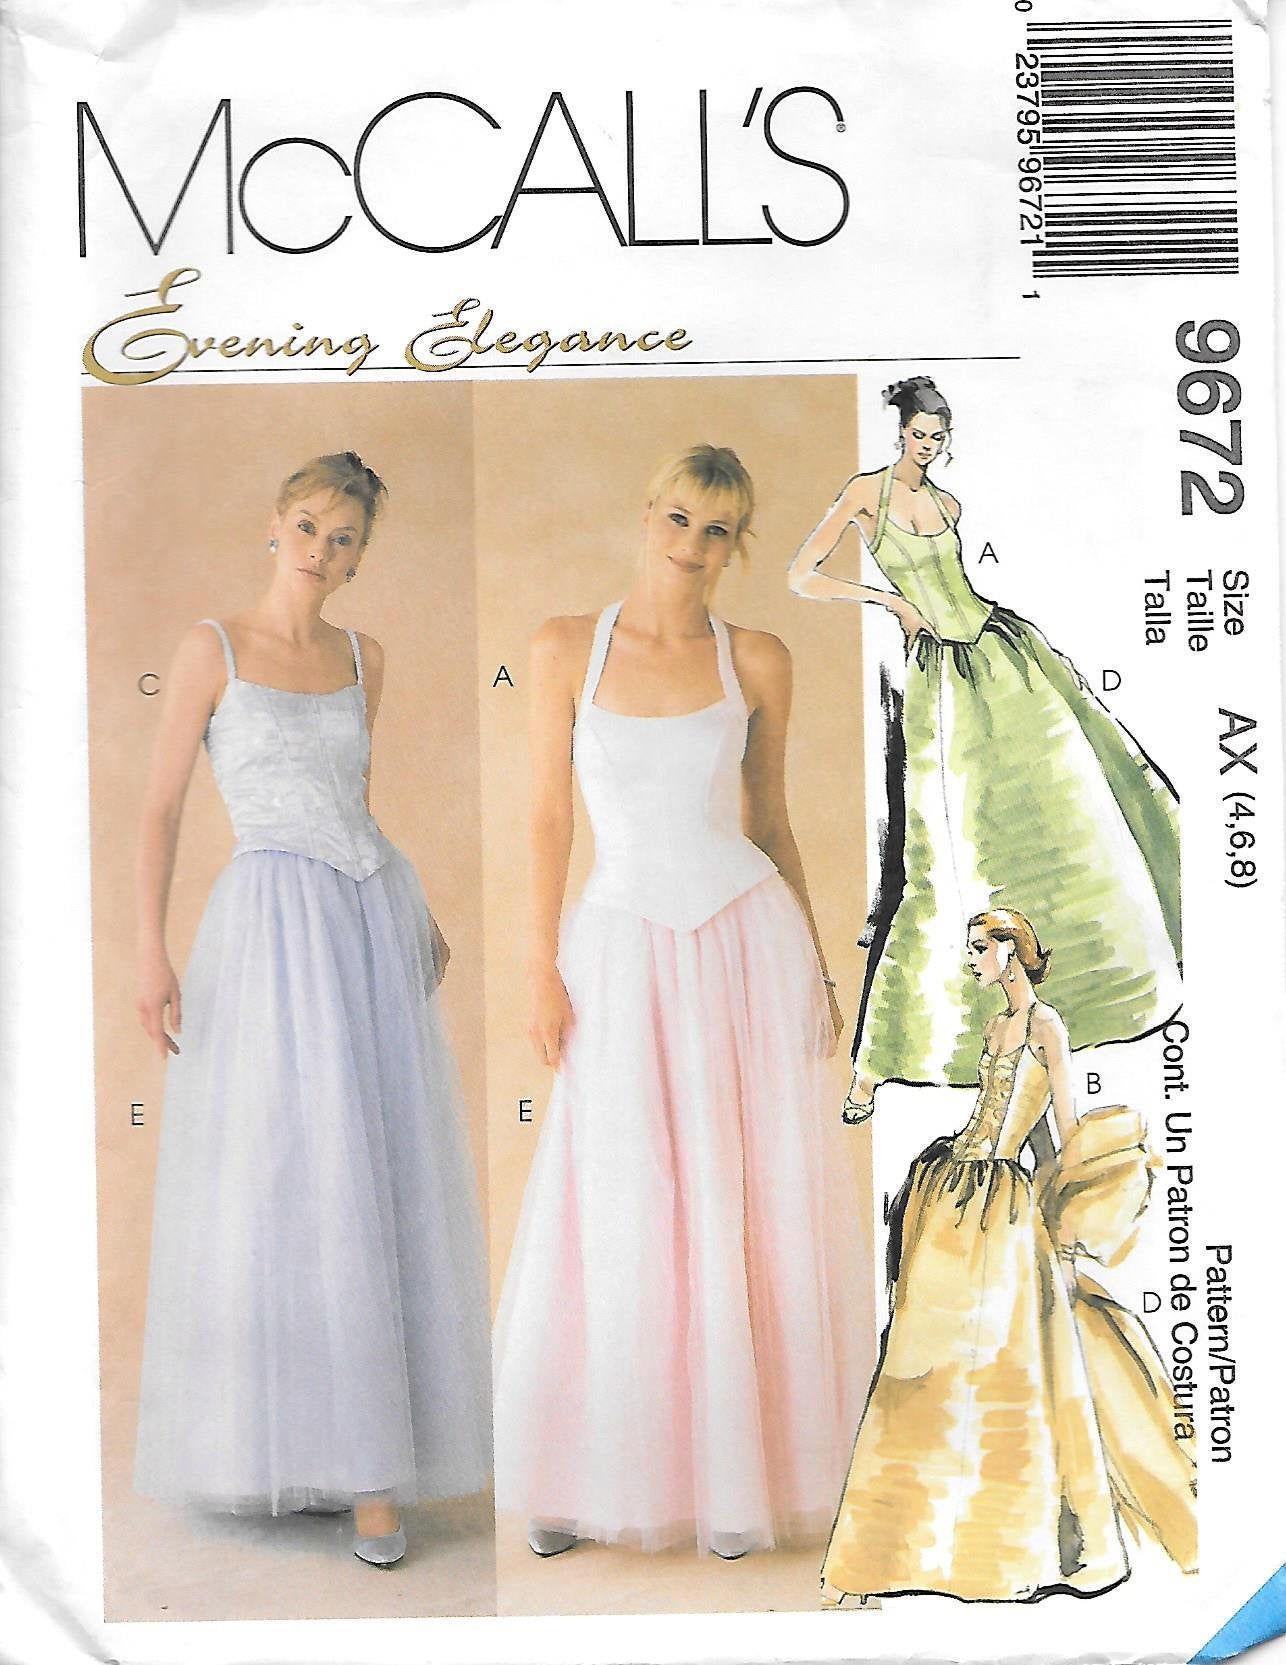 McCALL'S®
Evening Elegance
0 23795 96721 1
9672
Size
Taille
Talla
AX (4,6,8)
Pattern/Patron
Cont. Un Patron de Costura
C
A
E
E
A
D
B
D